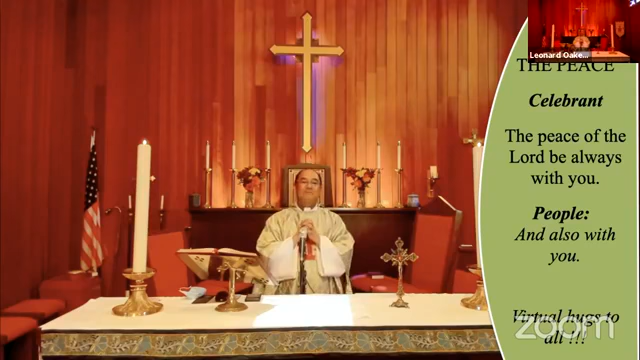 Leonard Oake...
THE PEACE
Celebrant
The peace of the
Lord be always
with you.
People:
And also with
you.
Virtual hugs to
all !!!
zoom